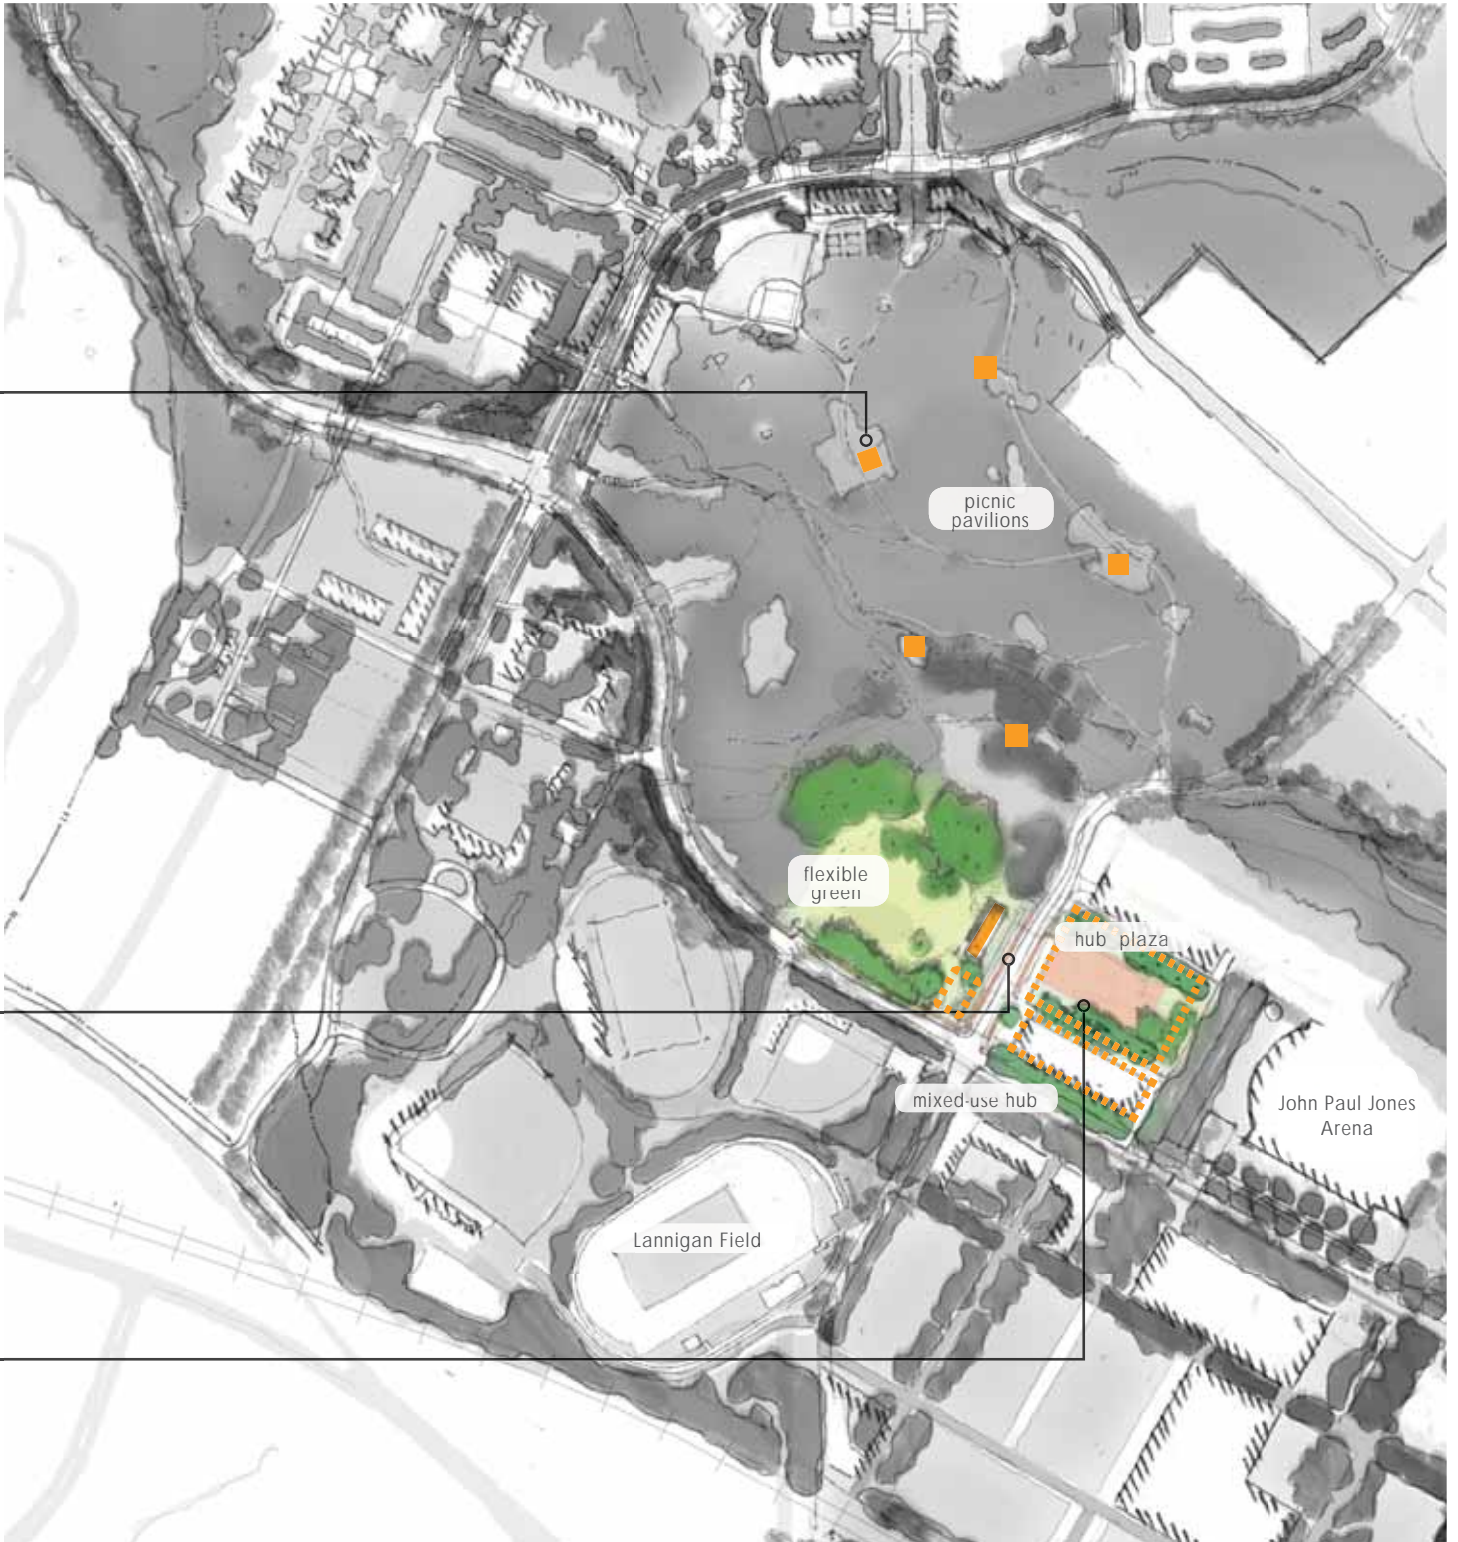 picnic
pavilions
flexible
green
hub plaza
mixed-use hub
John Paul Jones
Arena
Lannigan Field